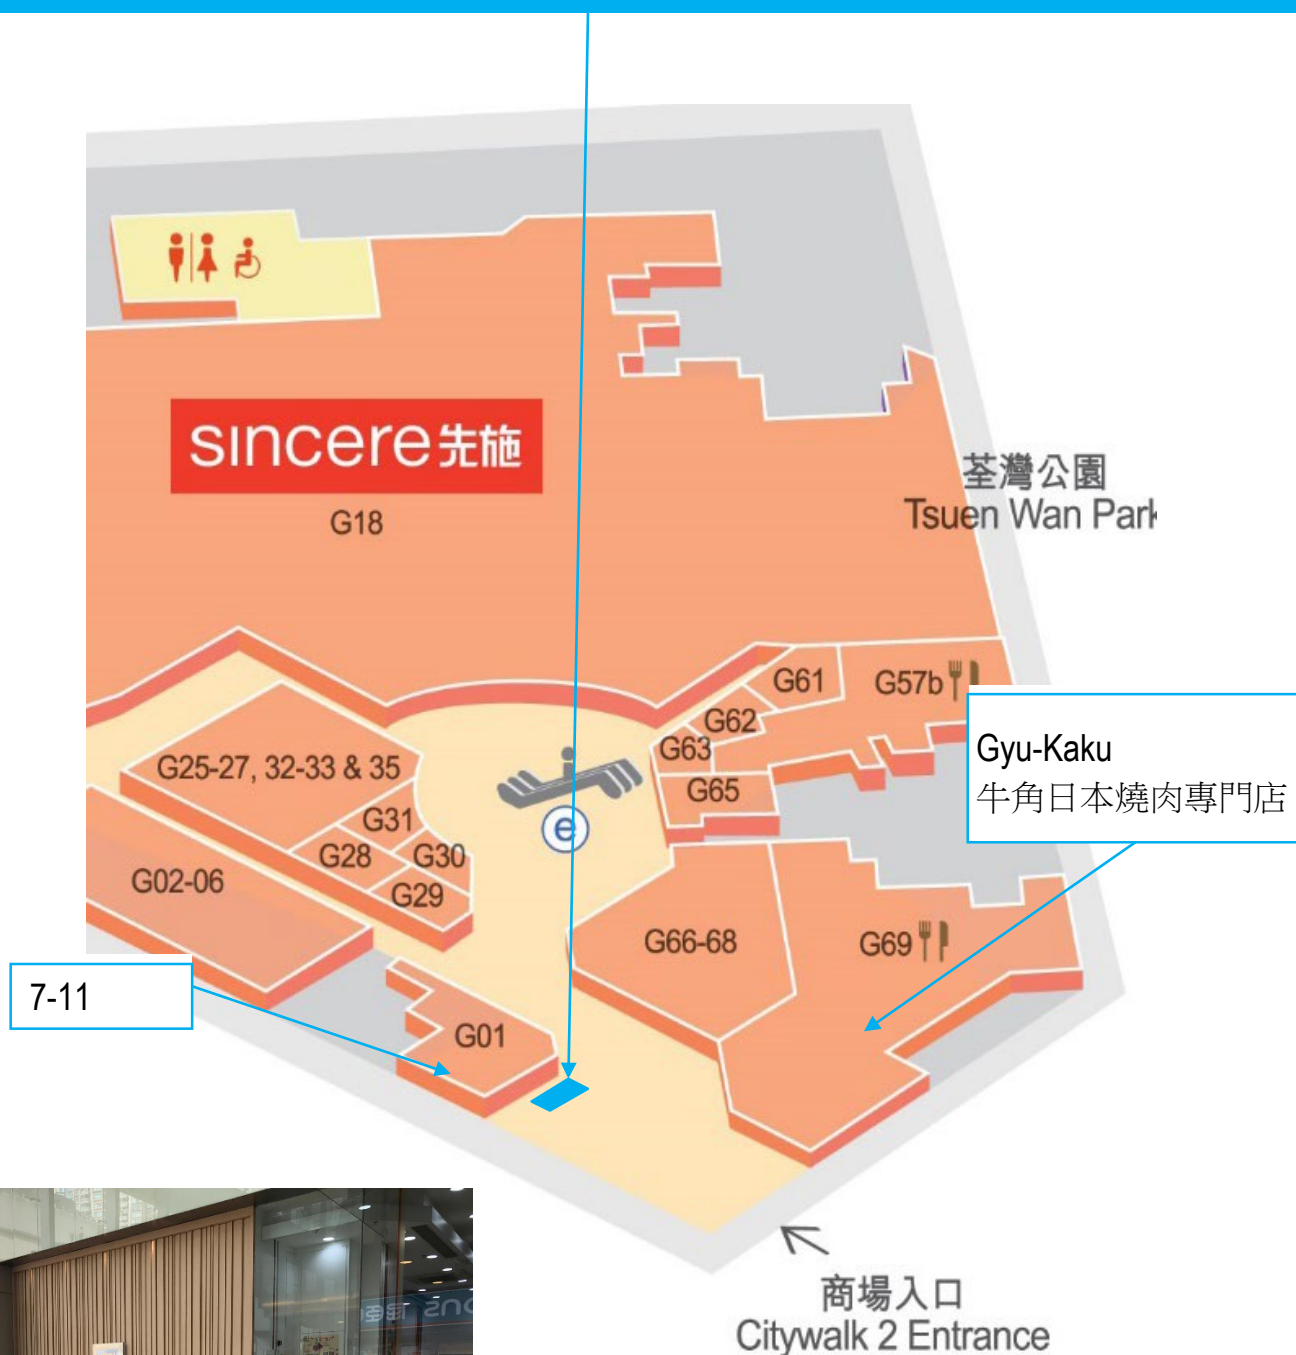 sincere先施
G18
荃灣公園
Tsuen Wan Park
G61
G57b
G62
G63
G65
Gyu-Kaku
牛角日本燒肉專門店
G25-27, 32-33 & 35
G31
G28
G30
G29
e
G02-06
G66-68
G69
7-11
G01
商場入口
Citywalk 2 Entrance